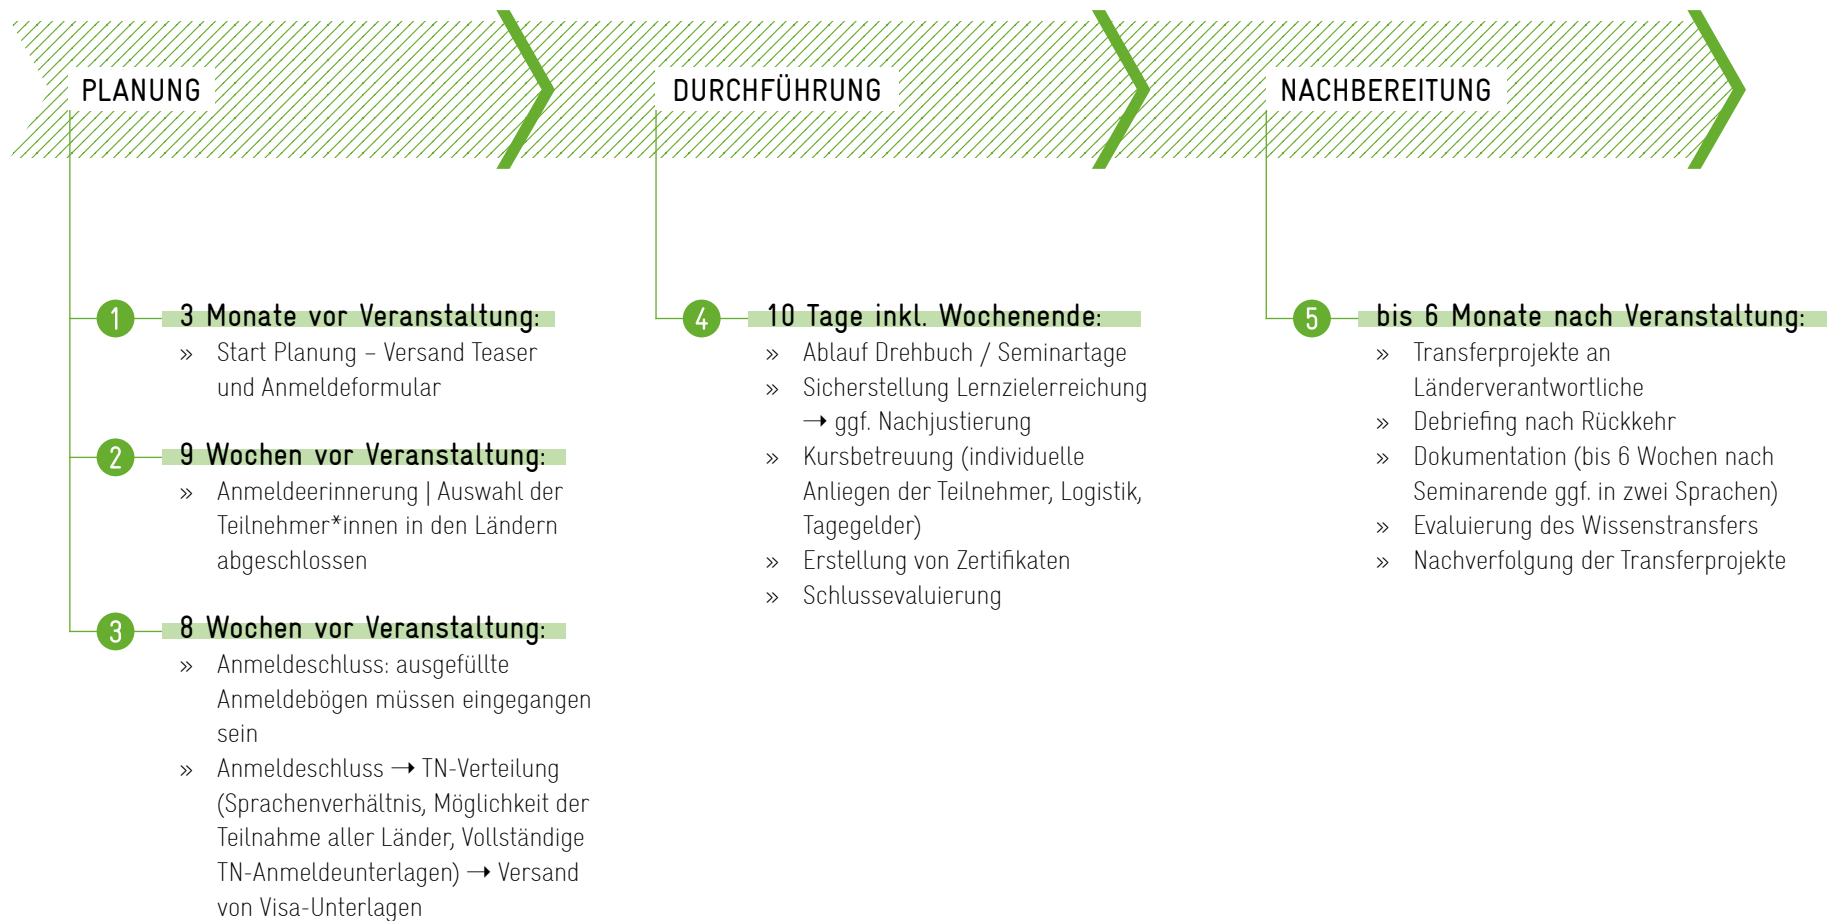 PLANUNG
DURCHFÜHRUNG
NACHBEREITUNG
1
3 Monate vor Veranstaltung:
» Start Planung – Versand Teaser
und Anmeldeformular
2
9 Wochen vor Veranstaltung:
» Anmeldeerinnerung | Auswahl der
Teilnehmer*innen in den Ländern
abgeschlossen
3
8 Wochen vor Veranstaltung:
» Anmeldeschluss: ausgefüllte
Anmeldebögen müssen eingegangen
sein
» Anmeldeschluss → TN-Verteilung
(Sprachenverhältnis, Möglichkeit der
Teilnahme aller Länder, Vollständige
TN-Anmeldeunterlagen) → Versand
von Visa-Unterlagen
4
10 Tage inkl. Wochenende:
» Ablauf Drehbuch / Seminartage
» Sicherstellung Lernzielerreichung
→ ggf. Nachjustierung
» Kursbetreuung (individuelle
Anliegen der Teilnehmer, Logistik,
Tagegelder)
» Erstellung von Zertifikaten
» Schlussevaluierung
5
bis 6 Monate nach Veranstaltung:
» Transferprojekte an
Länderverantwortliche
» Debriefing nach Rückkehr
» Dokumentation (bis 6 Wochen nach
Seminarende ggf. in zwei Sprachen)
» Evaluierung des Wissenstransfers
» Nachverfolgung der Transferprojekte